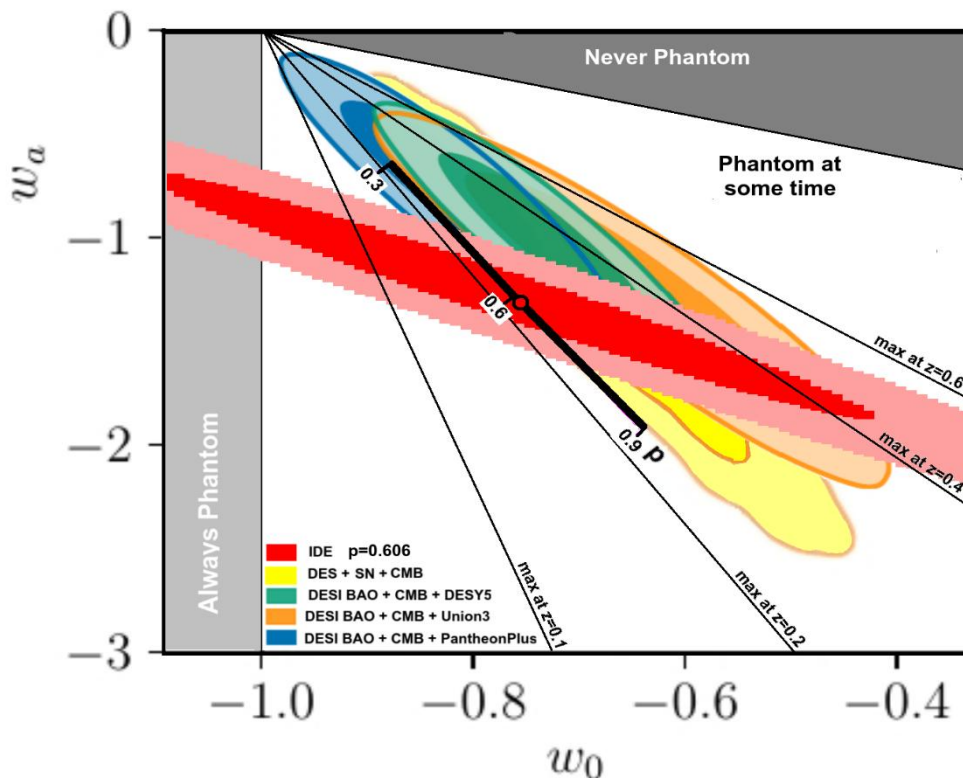 0
Never Phantom
Phantom at
some time
w_a
0.3
−1
0.6
max at z=0.6
0.9
p
−2
max at z=0.4
Always Phantom
IDE p=0.606
DES + SN + CMB
DESI BAO + CMB + DESY5
DESI BAO + CMB + Union3
DESI BAO + CMB + PantheonPlus
max at z=0.1
max at z=0.2
−3
−1.0
−0.8
−0.6
−0.4
w_0